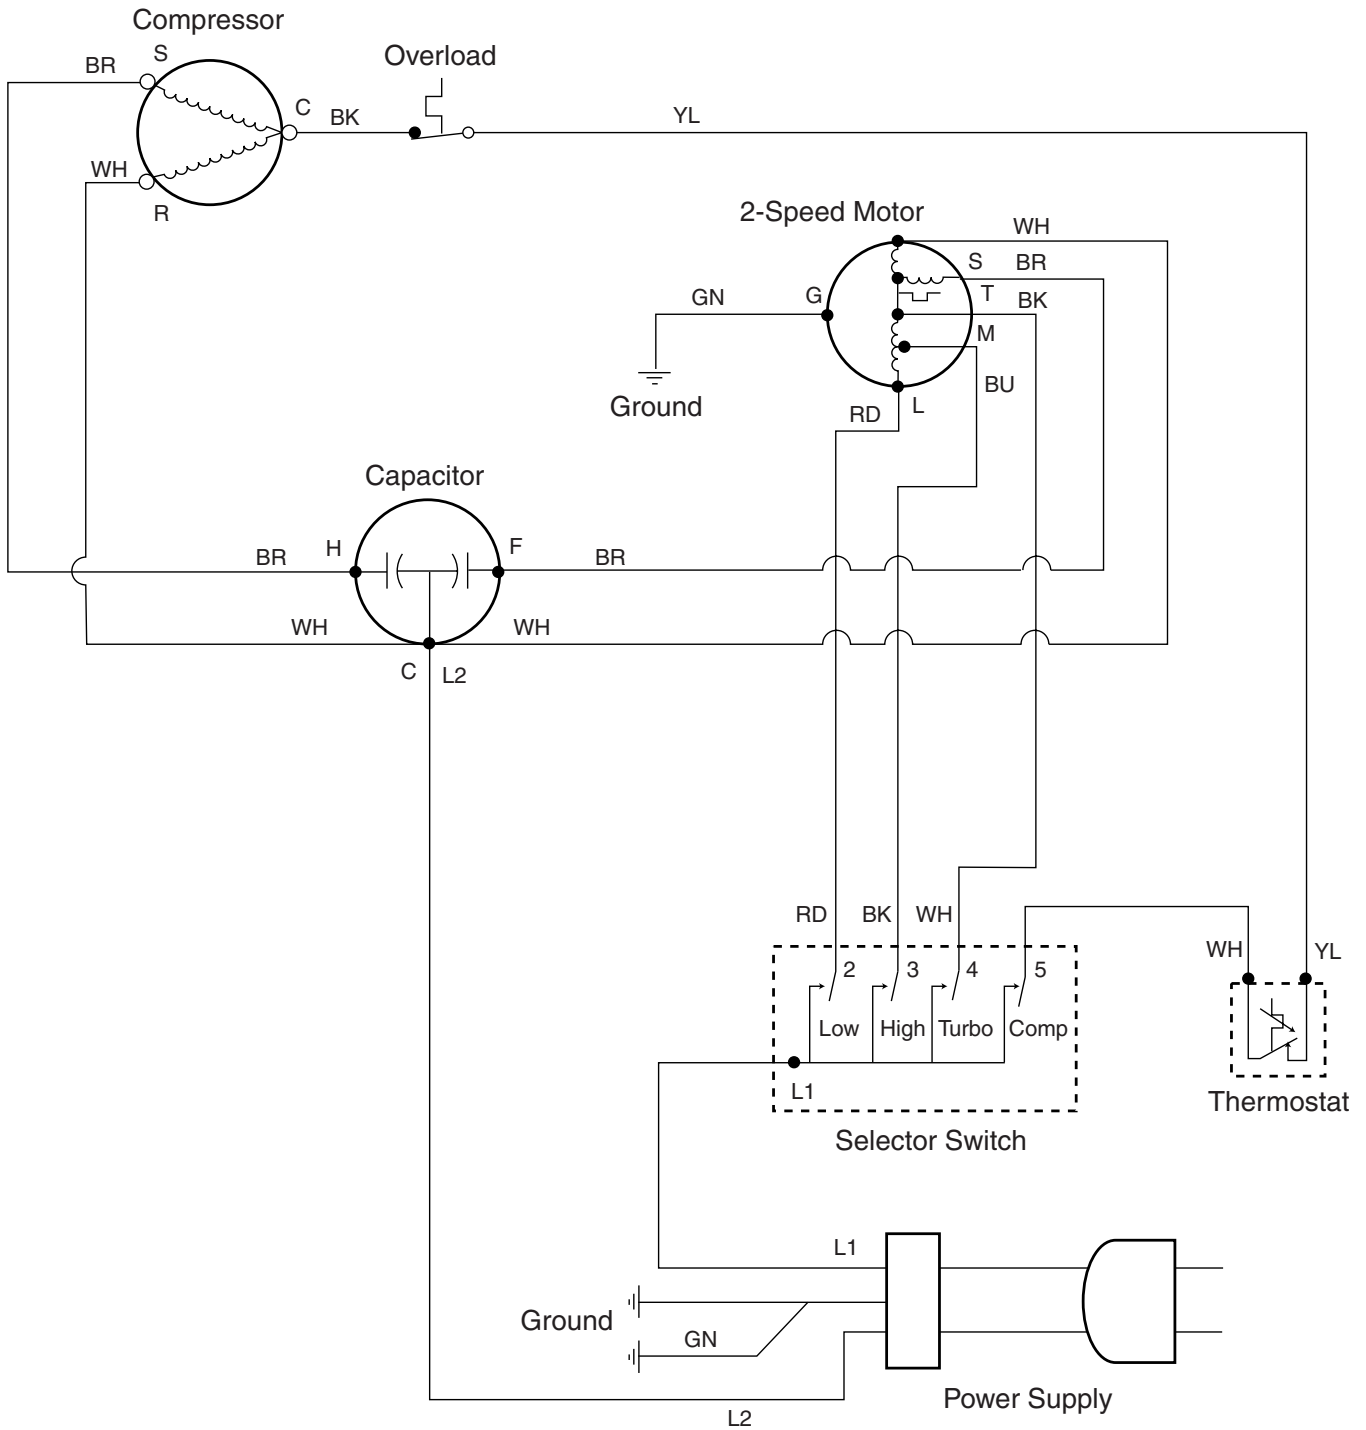 Compressor
S
Overload
BR
C
BK
YL
WH
R
2-Speed Motor
WH
S
BR
G
GN
T
BK
M
BU
Ground
RD
L
Capacitor
H
F
BR
BR
WH
WH
C
L2
RD
BK
WH
WH
YL
2
3
4
5
Low
High
Turbo
Comp
L1
Thermostat
Selector Switch
L1
Ground
GN
Power Supply
L2